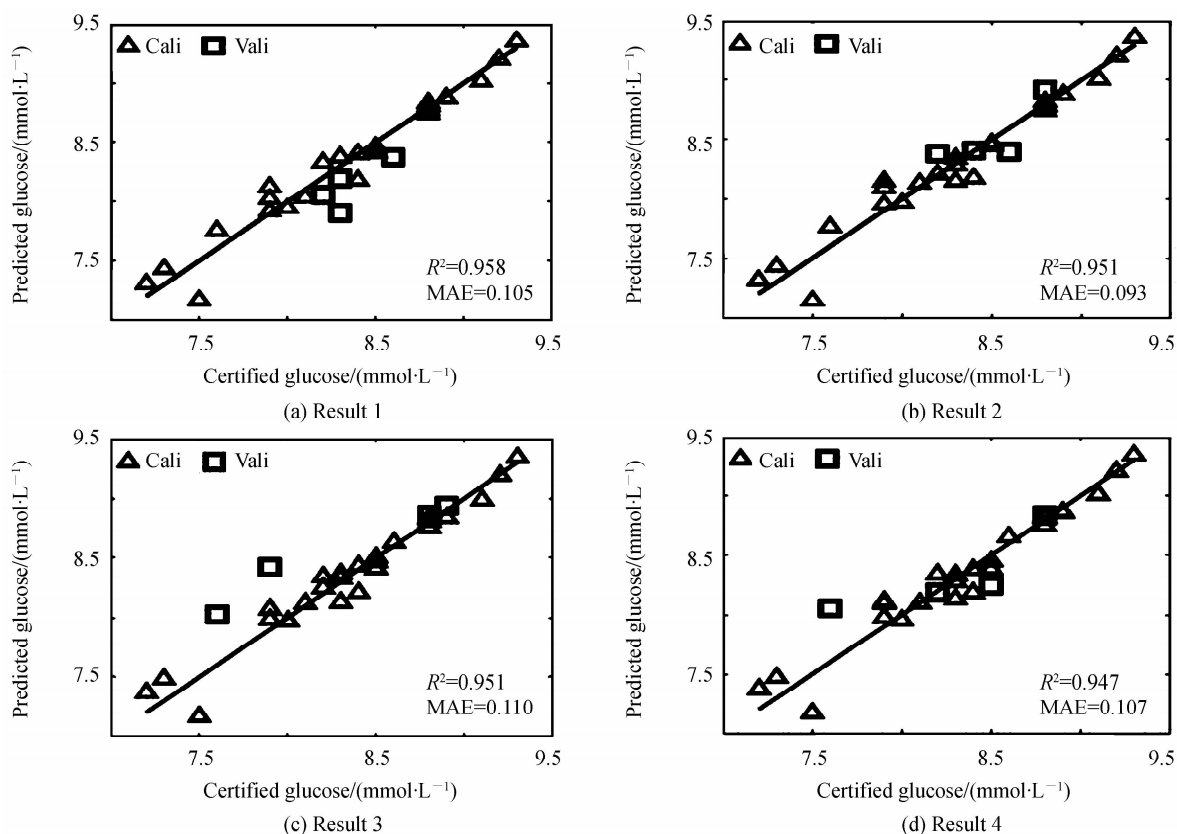 9.5
Cali Vali
8.5
7.5
R²=0.958
MAE=0.105
7.5 8.5 9.5
Predicted glucose/(mmol·L⁻¹)
Certified glucose/(mmol·L⁻¹)
(a) Result 1
9.5
Cali Vali
8.5
7.5
R²=0.951
MAE=0.093
7.5 8.5 9.5
Predicted glucose/(mmol·L⁻¹)
Certified glucose/(mmol·L⁻¹)
(b) Result 2
9.5
Cali Vali
8.5
7.5
R²=0.951
MAE=0.110
7.5 8.5 9.5
Predicted glucose/(mmol·L⁻¹)
Certified glucose/(mmol·L⁻¹)
(c) Result 3
9.5
Cali Vali
8.5
7.5
R²=0.947
MAE=0.107
7.5 8.5 9.5
Predicted glucose/(mmol·L⁻¹)
Certified glucose/(mmol·L⁻¹)
(d) Result 4